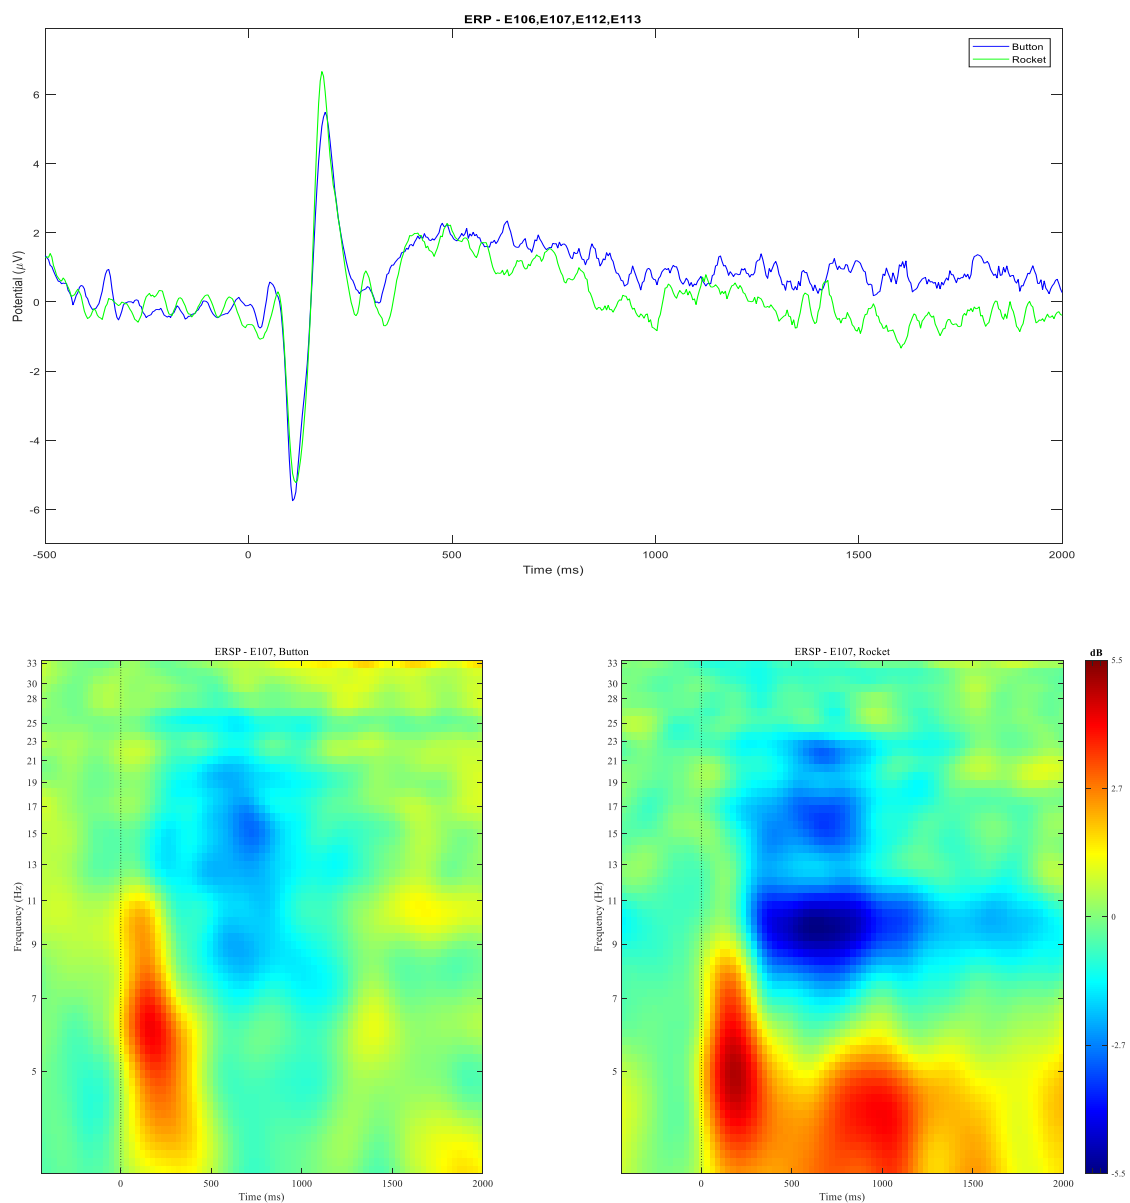 ERP - E106,E107,E112,E113
Button
Rocket
Potential (μV)
6
4
2
0
-2
-4
-6
-500 0 500 1000 1500 2000
Time (ms)
ERSP - E107, Button
Frequency (Hz)
33
30
28
25
23
21
19
17
15
13
11
9
7
5
0 500 1000 1500 2000
Time (ms)
ERSP - E107, Rocket
Frequency (Hz)
33
30
28
25
23
21
19
17
15
13
11
9
7
5
0 500 1000 1500 2000
Time (ms)
dB
5.5
2.7
0
-2.7
-5.5